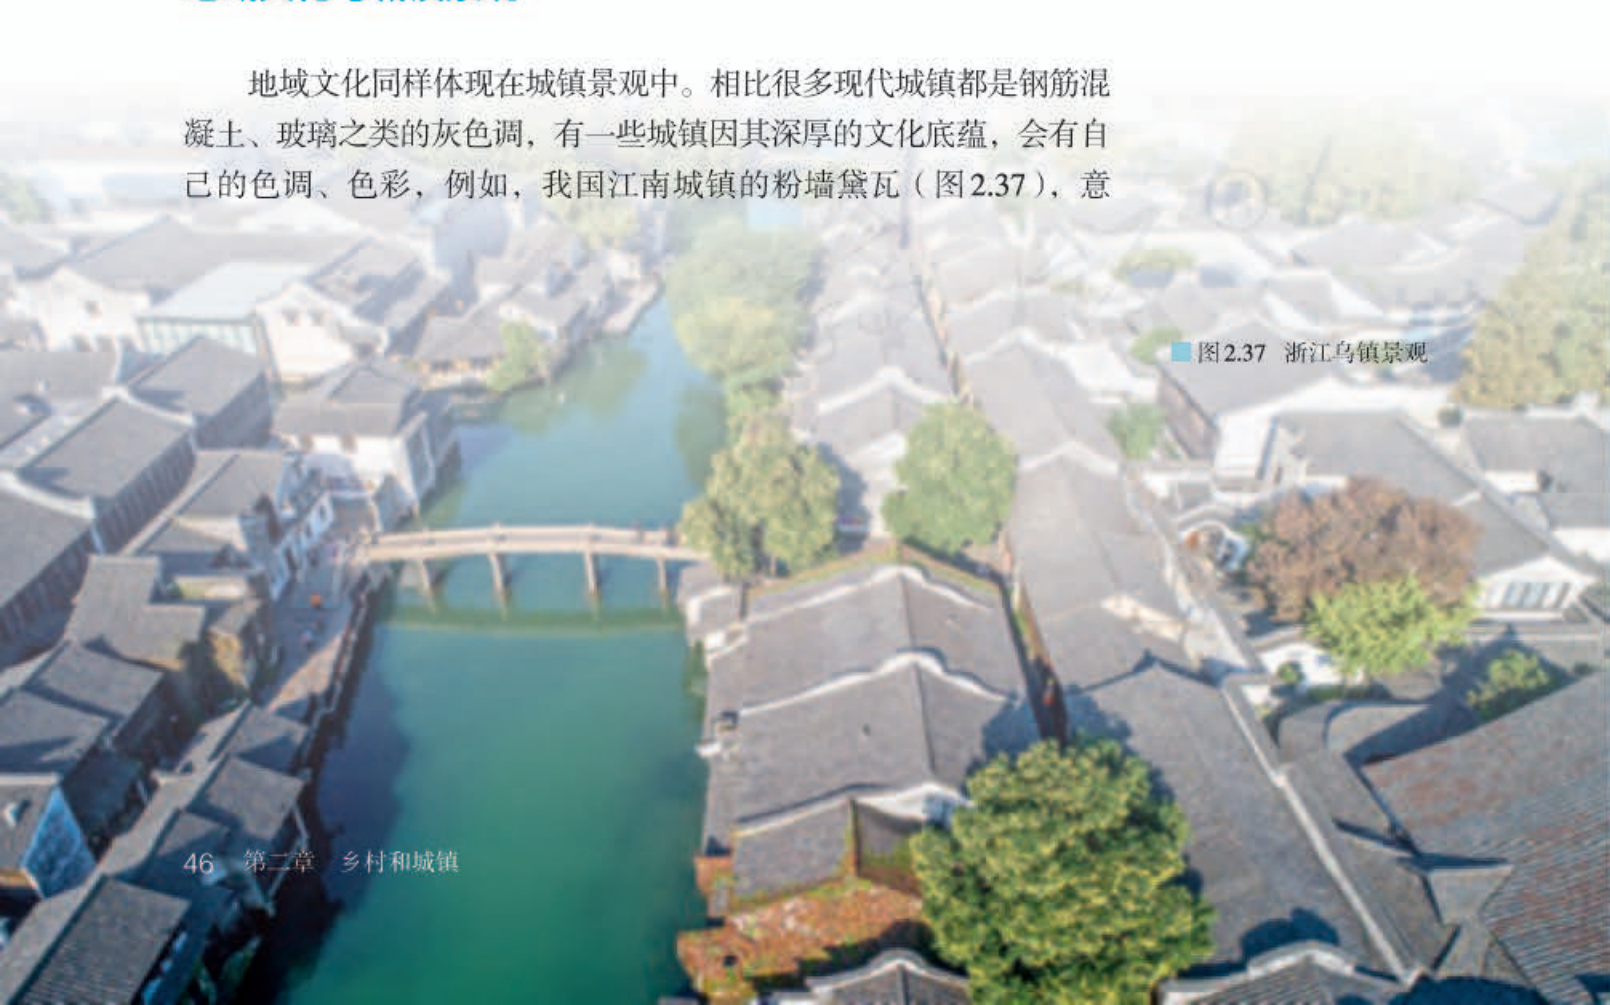 地域文化同样体现在城镇景观中。相比很多现代城镇都是钢筋混
凝土、玻璃之类的灰色调，有一些城镇因其深厚的文化底蕴，会有自
己的色调、色彩，例如，我国江南城镇的粉墙黛瓦（图2.37），意
图2.37 浙江乌镇景观
46 第二章 乡村和城镇